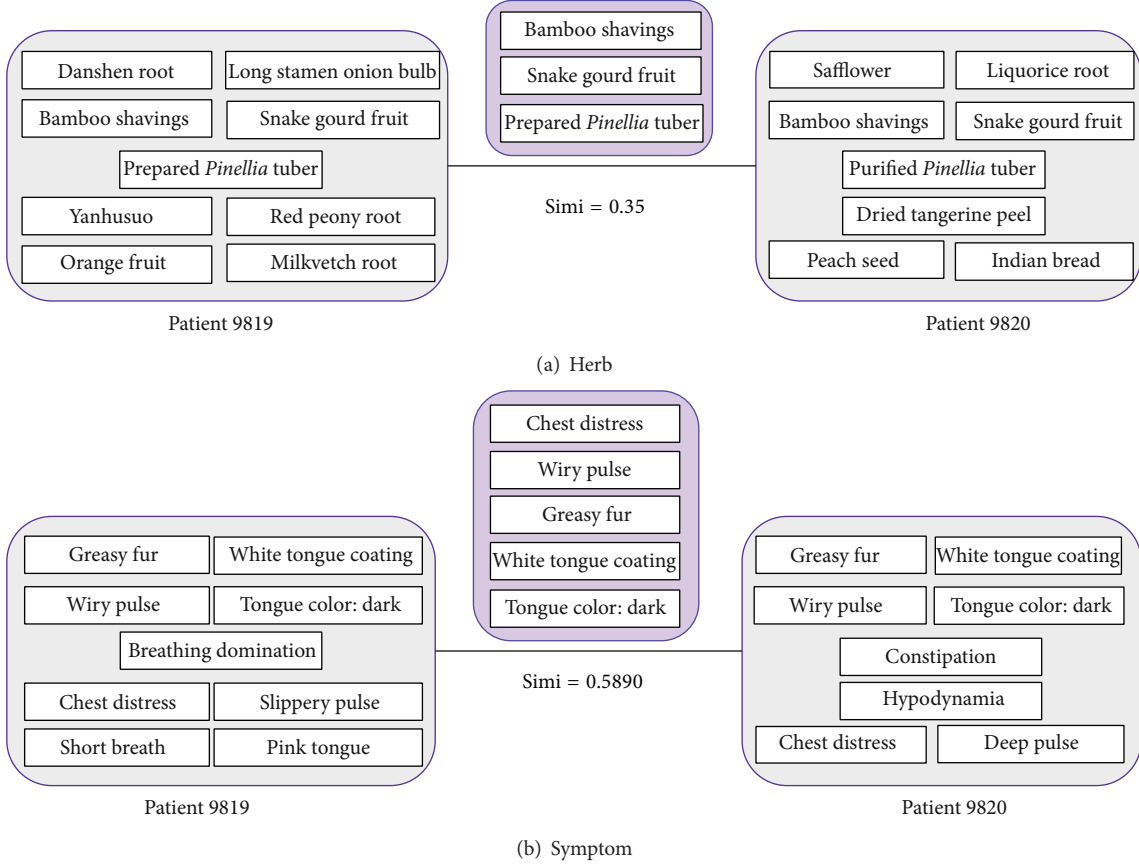 Bamboo shavings
Snake gourd fruit
Prepared Pinellia tuber
Danshen root
Long stamen onion bulb
Bamboo shavings
Snake gourd fruit
Prepared Pinellia tuber
Yanhusuo
Red peony root
Orange fruit
Milkvetch root
Patient 9819
Simi = 0.35
Safflower
Liquorice root
Bamboo shavings
Snake gourd fruit
Purified Pinellia tuber
Dried tangerine peel
Peach seed
Indian bread
Patient 9820
(a) Herb
Chest distress
Wiry pulse
Greasy fur
White tongue coating
Tongue color: dark
Greasy fur
White tongue coating
Wiry pulse
Tongue color: dark
Breathing domination
Chest distress
Slippery pulse
Short breath
Pink tongue
Patient 9819
Simi = 0.5890
Greasy fur
White tongue coating
Wiry pulse
Tongue color: dark
Constipation
Hypodynamia
Chest distress
Deep pulse
Patient 9820
(b) Symptom